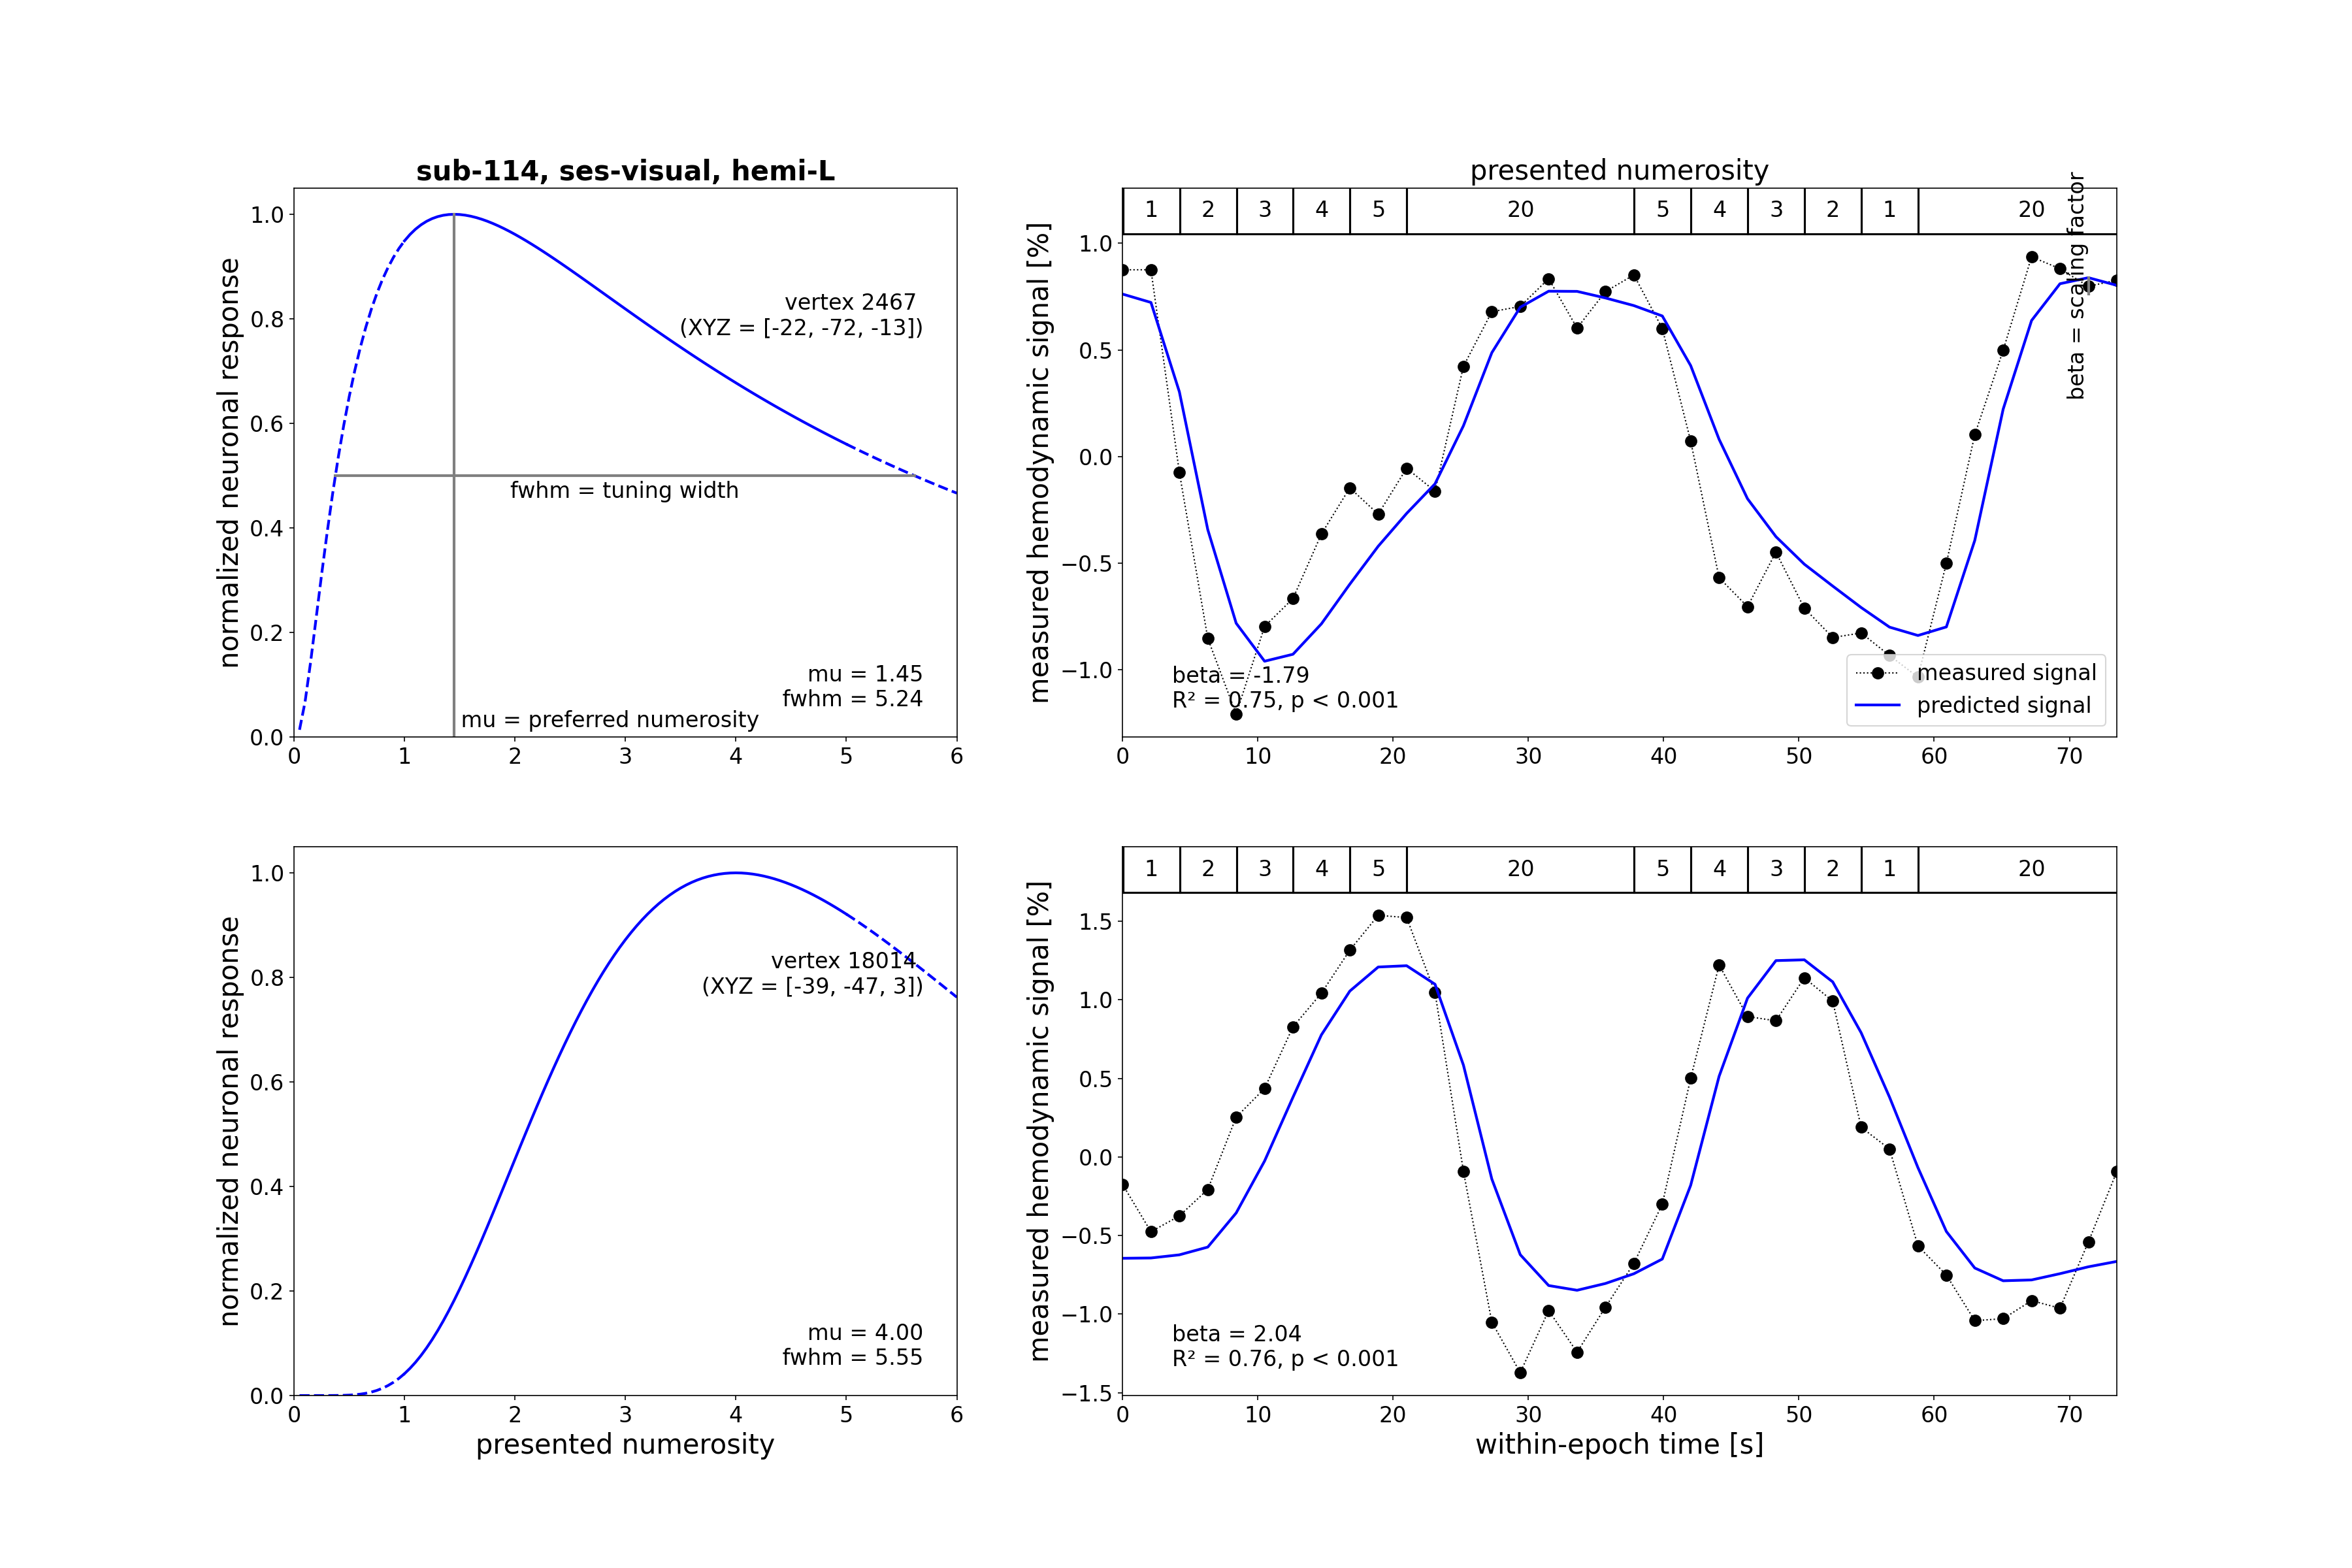 sub-114, ses-visual, hemi-L
normalized neuronal response
1.0
0.8
0.6
0.4
0.2
0.0
0 1 2 3 4 5 6
vertex 2467
(XYZ = [-22, -72, -13])
fwhm = tuning width
mu = 1.45
fwhm = 5.24
mu = preferred numerosity
presented numerosity
1 2 3 4 5 20 5 4 3 2 1 20
measured hemodynamic signal [%]
1.0
0.5
0.0
−0.5
−1.0
0 10 20 30 40 50 60 70
beta = scaling factor
beta = -1.79
R² = 0.75, p < 0.001
measured signal
predicted signal
normalized neuronal response
1.0
0.8
0.6
0.4
0.2
0.0
0 1 2 3 4 5 6
vertex 18014
(XYZ = [-39, -47, 3])
mu = 4.00
fwhm = 5.55
presented numerosity
1 2 3 4 5 20 5 4 3 2 1 20
measured hemodynamic signal [%]
1.5
1.0
0.5
0.0
−0.5
−1.0
−1.5
0 10 20 30 40 50 60 70
beta = 2.04
R² = 0.76, p < 0.001
within-epoch time [s]